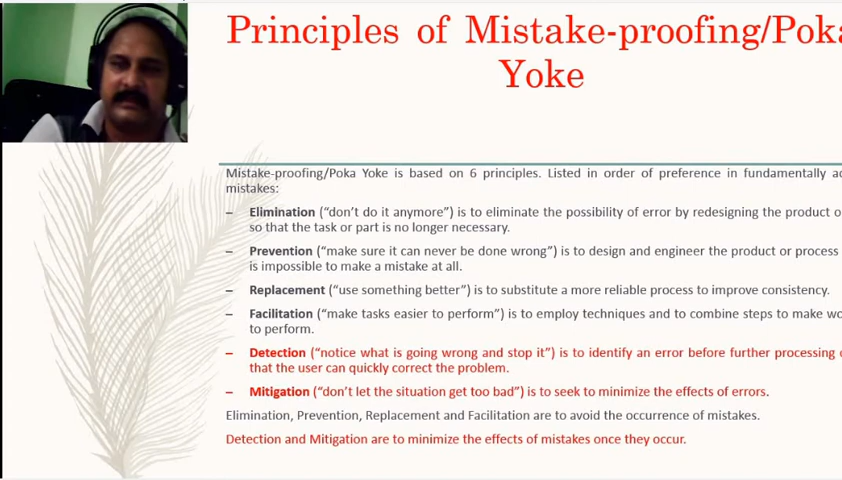 Principles of Mistake-proofing/Poka
Yoke
Mistake-proofing/Poka Yoke is based on 6 principles. Listed in order of preference in fundamentally
mistakes:
– Elimination (“don’t do it anymore”) is to eliminate the possibility of error by redesigning the product
so that the task or part is no longer necessary.
– Prevention (“make sure it can never be done wrong”) is to design and engineer the product or process
is impossible to make a mistake at all.
– Replacement (“use something better”) is to substitute a more reliable process to improve consistency.
– Facilitation (“make tasks easier to perform”) is to employ techniques and to combine steps to make
to perform.
– Detection (“notice what is going wrong and stop it”) is to identify an error before further processing
that the user can quickly correct the problem.
– Mitigation (“don’t let the situation get too bad”) is to seek to minimize the effects of errors.
Elimination, Prevention, Replacement and Facilitation are to avoid the occurrence of mistakes.
Detection and Mitigation are to minimize the effects of mistakes once they occur.